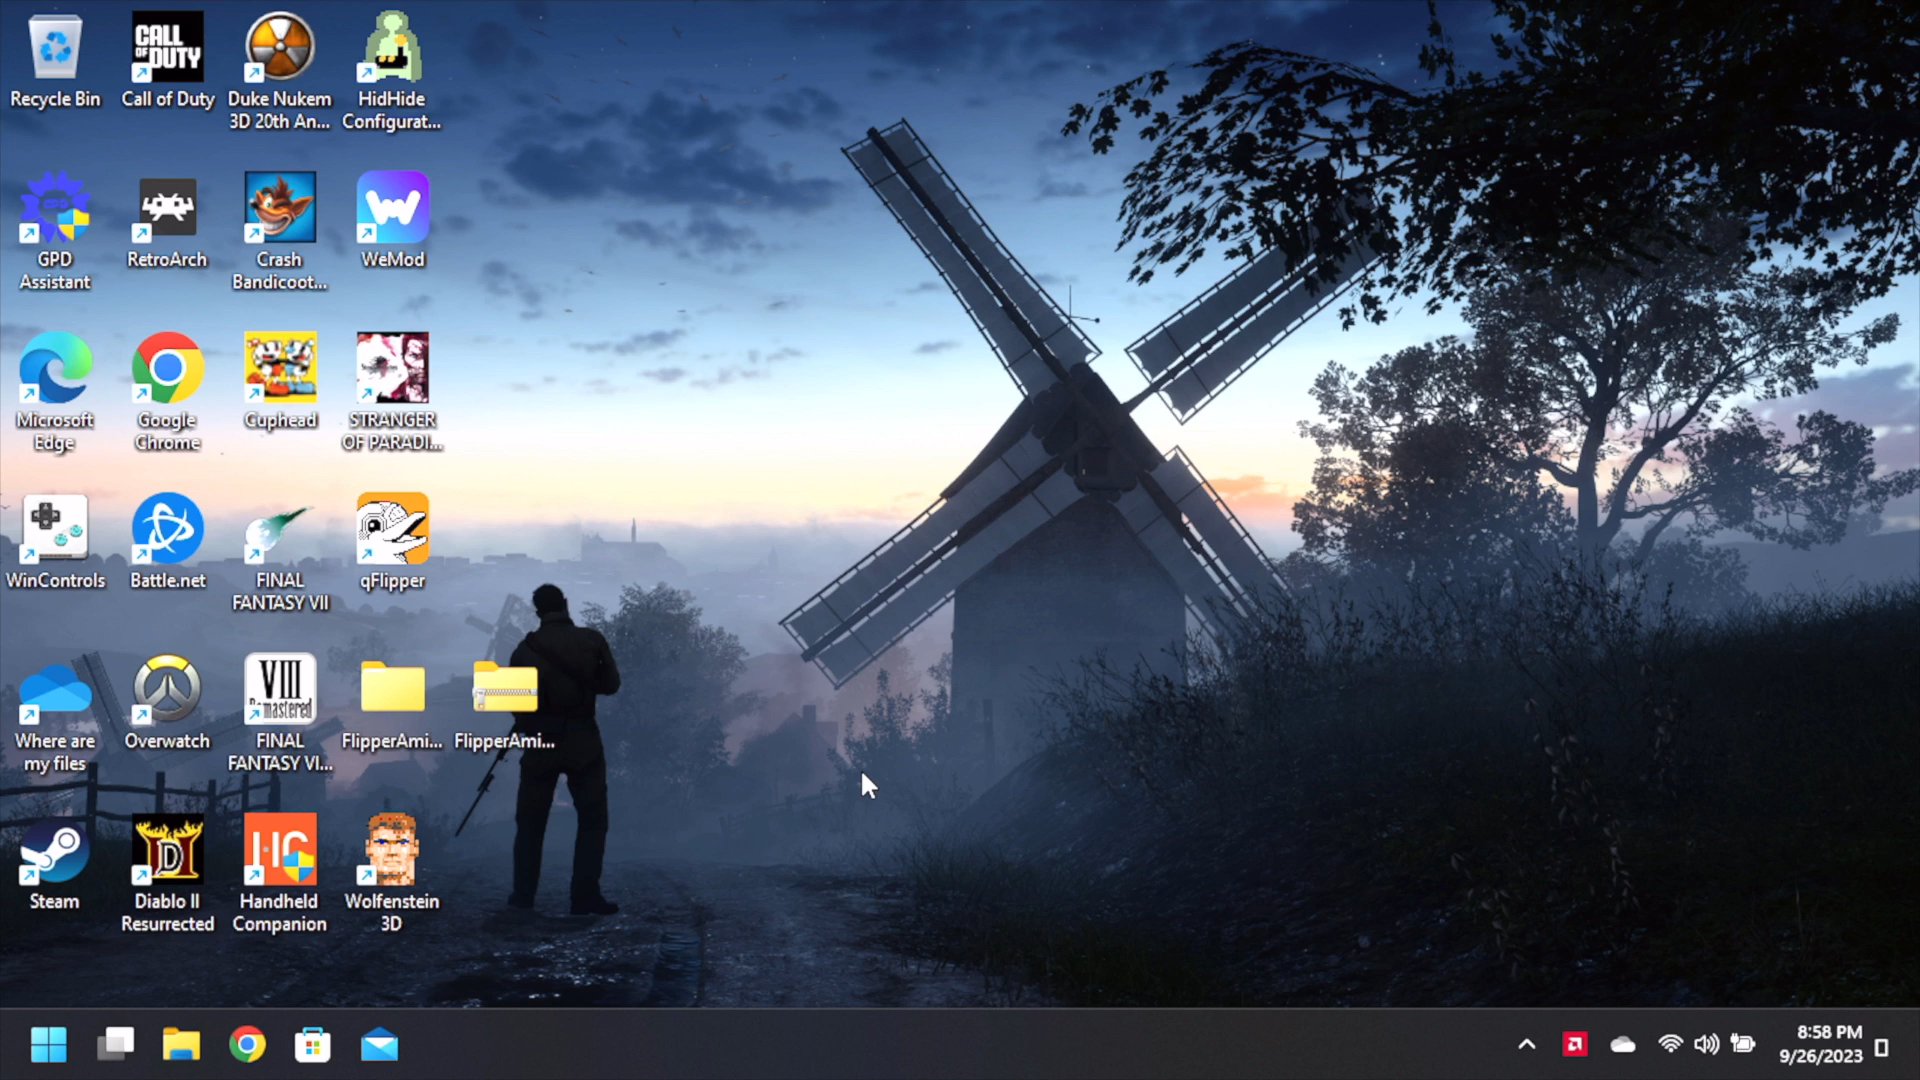 CALL
OF DUTY
Recycle Bin
Call of Duty
Duke Nukem
3D 20th An...
HidHide
Configurat...
GPD
Assistant
RetroArch
Crash
Bandicoot...
WeMod
Microsoft
Edge
Google
Chrome
Cuphead
STRANGER
OF PARADI...
WinControls
Battle.net
FINAL
FANTASY VII
qFlipper
VIII
Remastered
Where are
my files
Overwatch
FINAL
FANTASY VI...
FlipperAmi...
FlipperAmi...
HC
Steam
Diablo II
Resurrected
Handheld
Companion
Wolfenstein
3D
8:58 PM
9/26/2023